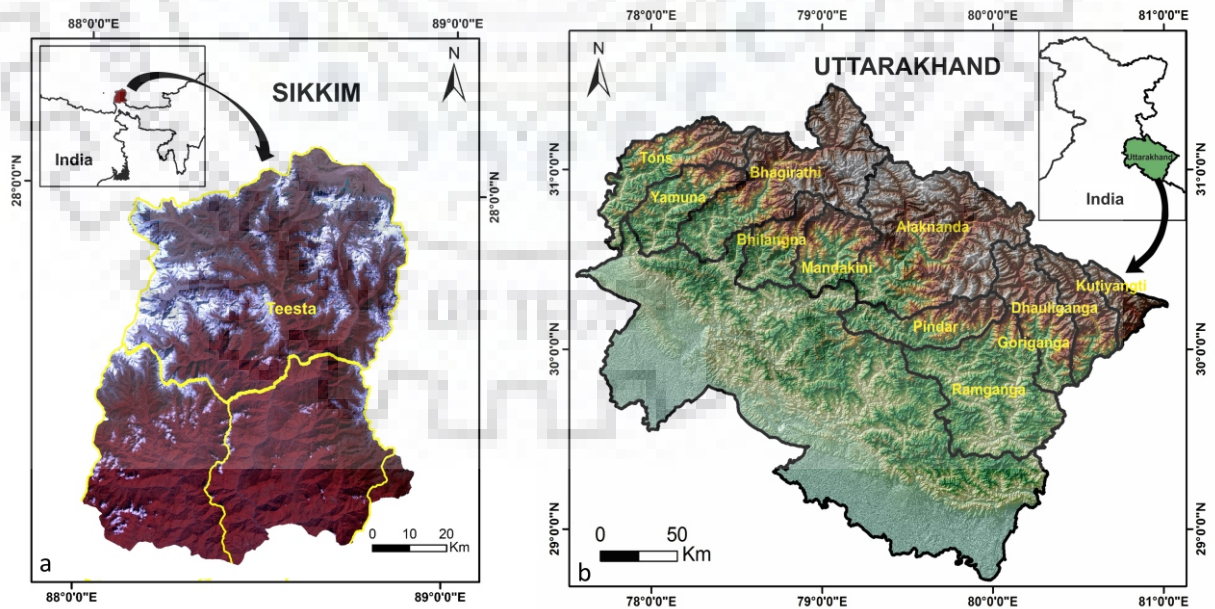 88°0'0"E
89°0'0"E
28°0'0"N
28°0'0"N
India
SIKKIM
N
Teesta
0 10 20
Km
a
88°0'0"E
89°0'0"E
78°0'0"E
79°0'0"E
80°0'0"E
81°0'0"E
31°0'0"N
30°0'0"N
29°0'0"N
31°0'0"N
30°0'0"N
29°0'0"N
N
UTTARAKHAND
Uttarakhand
India
Tons
Bhagirathi
Yamuna
Alaknanda
Bhilangna
Mandakini
Kutiyangti
Dhauliganga
Pindar
Goriganga
Ramganga
0 50
Km
b
78°0'0"E
79°0'0"E
80°0'0"E
81°0'0"E